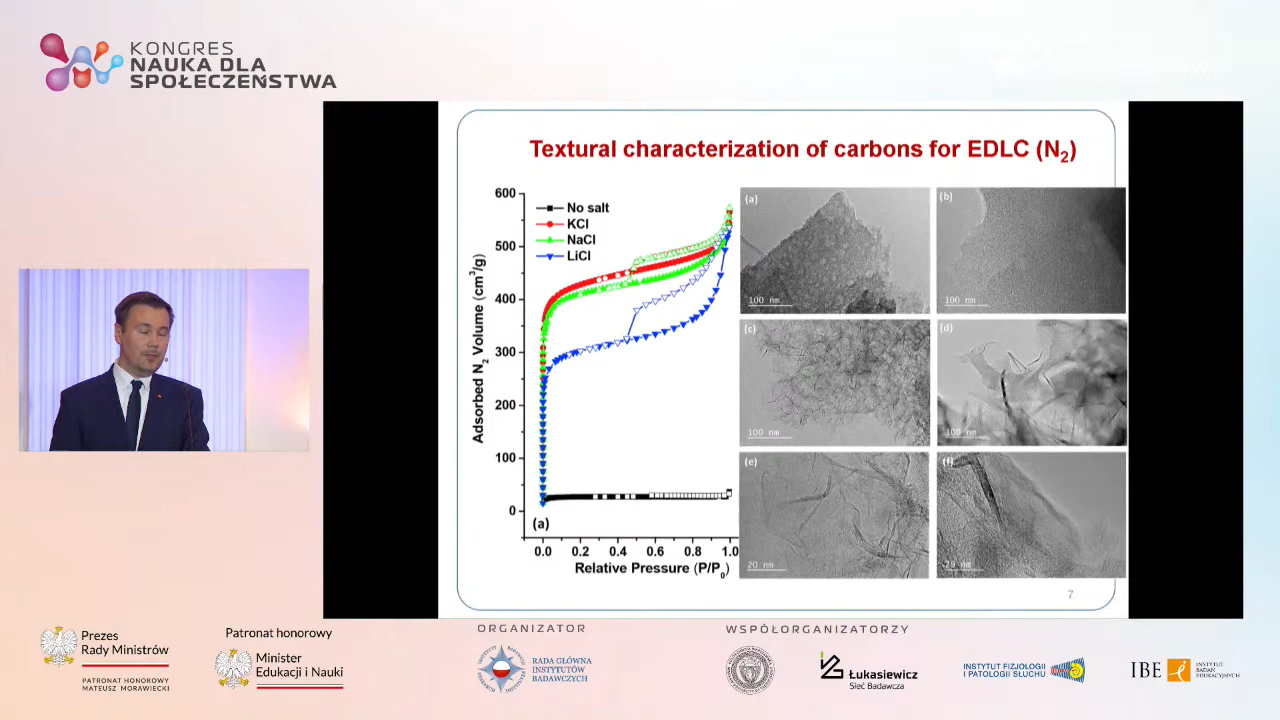 KONGRES
NAUKA DLA
SPOŁECZEŃSTWA
Textural characterization of carbons for EDLC (N2)
600
500
400
300
200
100
0
Adsorbed N2 Volume (cm3/g)
No salt
KCl
NaCl
LiCl
(a)
0.0 0.2 0.4 0.6 0.8 1.0
Relative Pressure (P/P0)
(a)
100 nm
(b)
100 nm
(c)
100 nm
(d)
100 nm
(e)
20 nm
(f)
20 nm
7
Prezes
Rady Ministrów
PATRONAT HONOROWY
MATEUSZ MORAWIECKI
Patronat honorowy
Minister
Edukacji i Nauki
ORGANIZATOR
RADA GŁÓWNA
INSTYTUTÓW
BADAWCZYCH
WSPÓŁORGANIZATORZY
Łukasiewicz
Sieć Badawcza
INSTYTUT FIZJOLOGII
I PATOLOGII SŁUCHU
IBE
INSTYTUT
BADAŃ
EDUKACYJNYCH